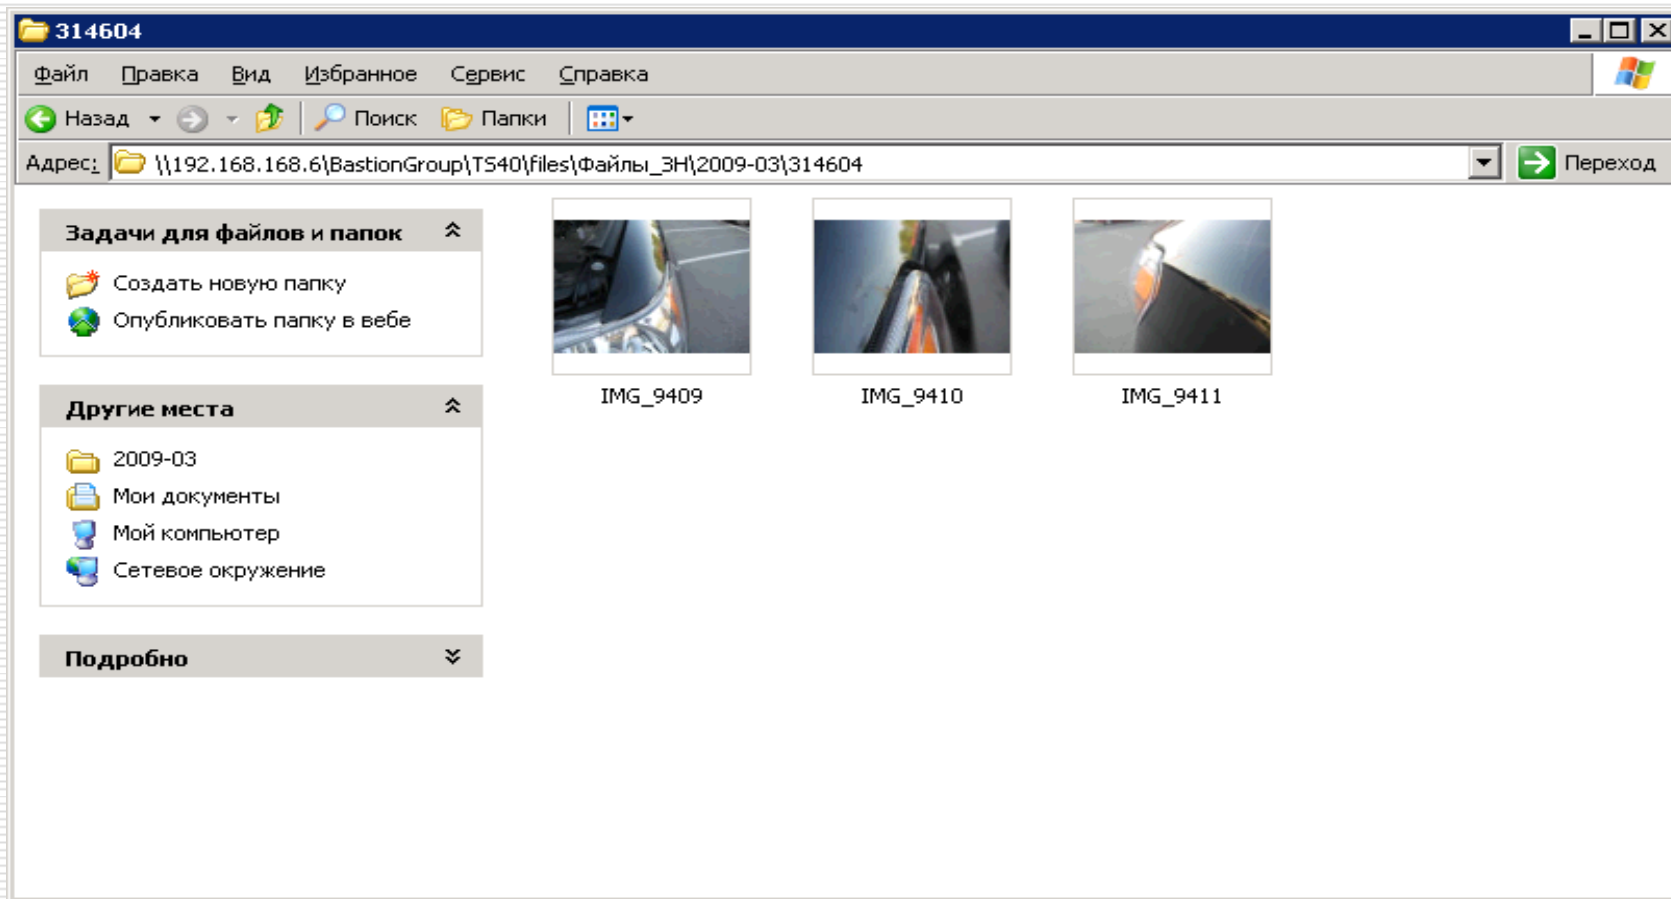 314604
Файл Правка Вид Избранное Сервис Справка
Назад Поиск Папки
Адрес: \\192.168.168.6\BastionGroup\TS40\files\Файлы_ЗН\2009-03\314604 Переход
Задачи для файлов и папок
Создать новую папку
Опубликовать папку в вебе
Другие места
2009-03
Мои документы
Мой компьютер
Сетевое окружение
Подробно
IMG_9409 IMG_9410 IMG_9411